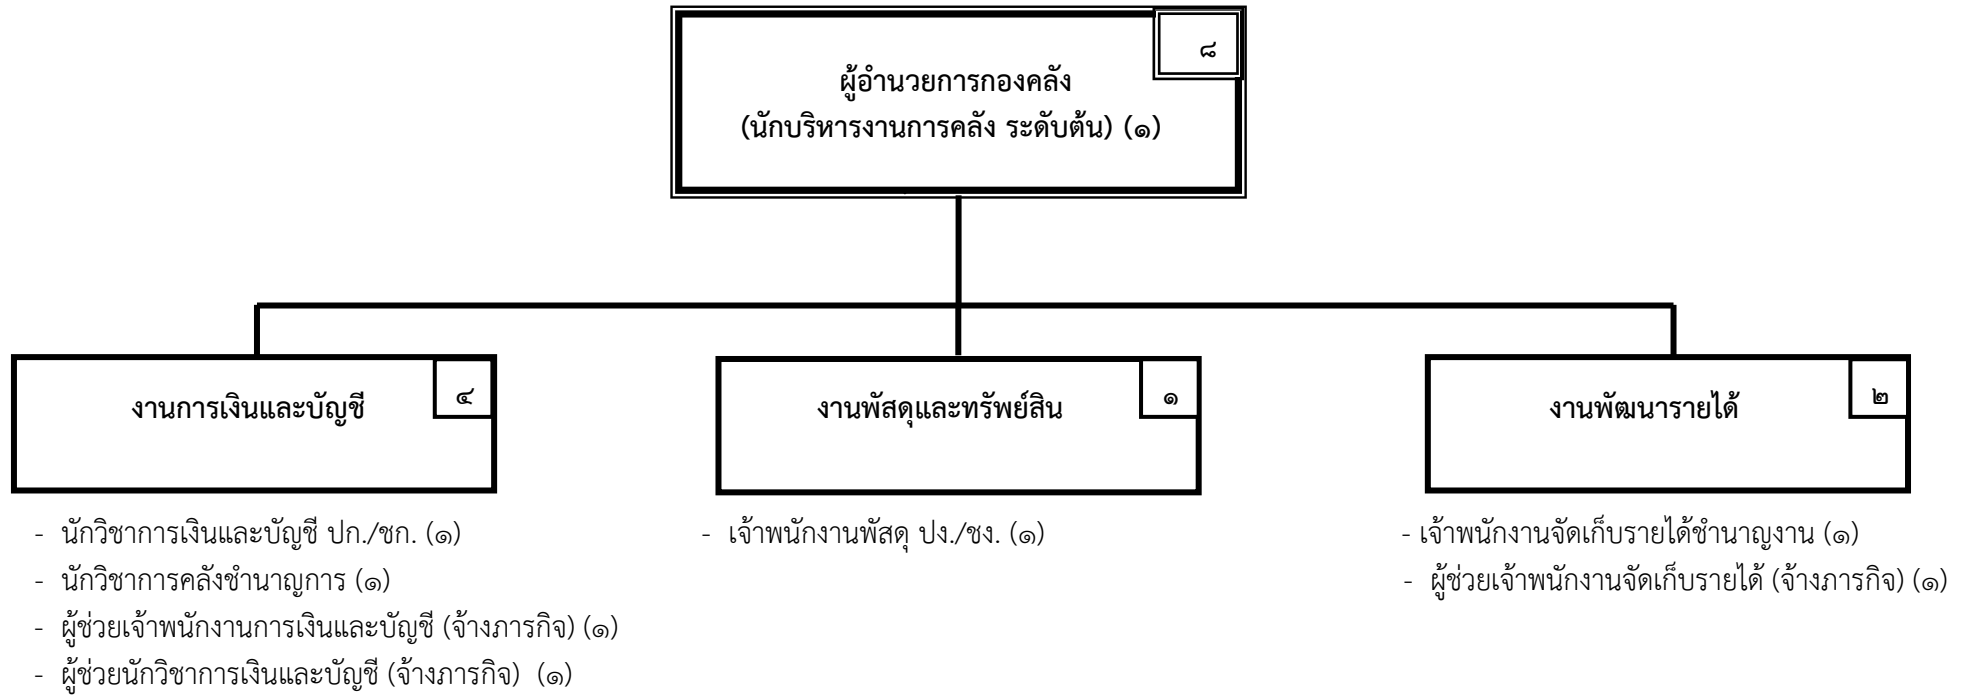 ๘
ผู้อำนวยการกองคลัง
(นักบริหารงานการคลัง ระดับต้น) (๑)
งานการเงินและบัญชี
๔
- นักวิชาการเงินและบัญชี ปก./ชก. (๑)
- นักวิชาการคลังชำนาญการ (๑)
- ผู้ช่วยเจ้าพนักงานการเงินและบัญชี (จ้างภารกิจ) (๑)
- ผู้ช่วยนักวิชาการเงินและบัญชี (จ้างภารกิจ) (๑)
งานพัสดุและทรัพย์สิน
๑
- เจ้าพนักงานพัสดุ ปง./ชง. (๑)
งานพัฒนารายได้
๒
- เจ้าพนักงานจัดเก็บรายได้ชำนาญงาน (๑)
- ผู้ช่วยเจ้าพนักงานจัดเก็บรายได้ (จ้างภารกิจ) (๑)